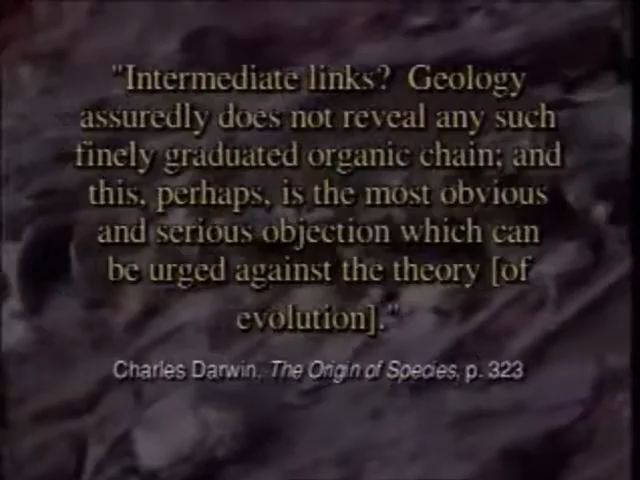 "Intermediate links?  Geology
assuredly does not reveal any such
finely graduated organic chain; and
this, perhaps, is the most obvious
and serious objection which can
be urged against the theory [of
evolution]."
Charles Darwin, The Origin of Species, p. 323